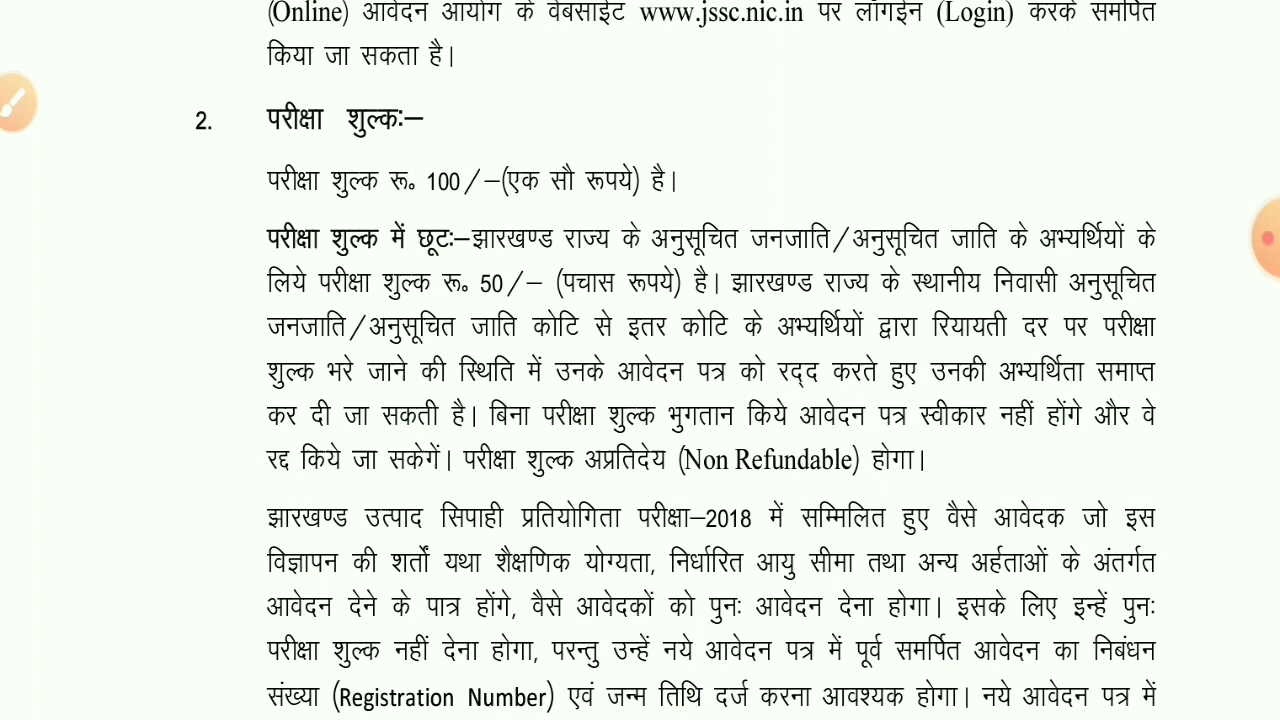 (Online) आवेदन आयोग के वेबसाईट www.jssc.nic.in पर लॉगईन (Login) करके समर्पित
किया जा सकता है।
2. परीक्षा शुल्कः–
परीक्षा शुल्क रू० 100/–(एक सौ रूपये) है।
परीक्षा शुल्क में छूटः–झारखण्ड राज्य के अनुसूचित जनजाति/अनुसूचित जाति के अभ्यर्थियों के
लिये परीक्षा शुल्क रू० 50/– (पचास रूपये) है। झारखण्ड राज्य के स्थानीय निवासी अनुसूचित
जनजाति/अनुसूचित जाति कोटि से इतर कोटि के अभ्यर्थियों द्वारा रियायती दर पर परीक्षा
शुल्क भरे जाने की स्थिति में उनके आवेदन पत्र को रद्द करते हुए उनकी अभ्यर्थिता समाप्त
कर दी जा सकती है। बिना परीक्षा शुल्क भुगतान किये आवेदन पत्र स्वीकार नहीं होंगे और वे
रद्द किये जा सकेगें। परीक्षा शुल्क अप्रतिदेय (Non Refundable) होगा।
झारखण्ड उत्पाद सिपाही प्रतियोगिता परीक्षा–2018 में सम्मिलित हुए वैसे आवेदक जो इस
विज्ञापन की शर्तों यथा शैक्षणिक योग्यता, निर्धारित आयु सीमा तथा अन्य अर्हताओं के अंतर्गत
आवेदन देने के पात्र होंगे, वैसे आवेदकों को पुनः आवेदन देना होगा। इसके लिए इन्हें पुनः
परीक्षा शुल्क नहीं देना होगा, परन्तु उन्हें नये आवेदन पत्र में पूर्व समर्पित आवेदन का निबंधन
संख्या (Registration Number) एवं जन्म तिथि दर्ज करना आवश्यक होगा। नये आवेदन पत्र में